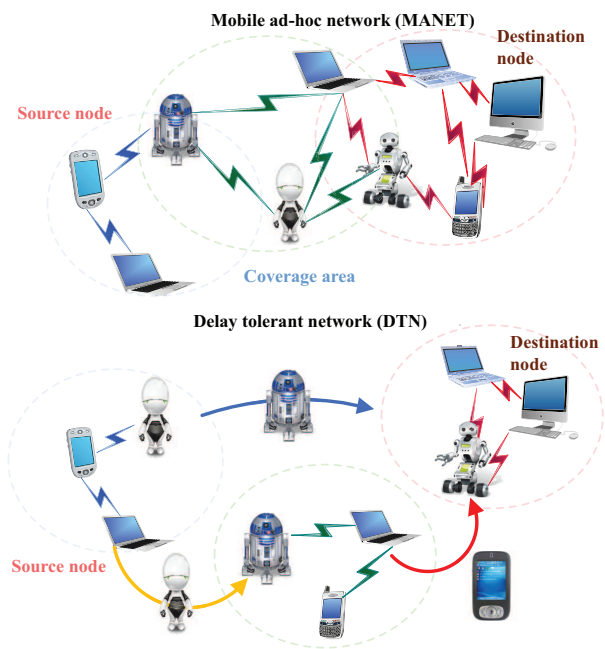 Mobile ad-hoc network (MANET)
Destination
node
Source node
Coverage area
Delay tolerant network (DTN)
Destination
node
Source node